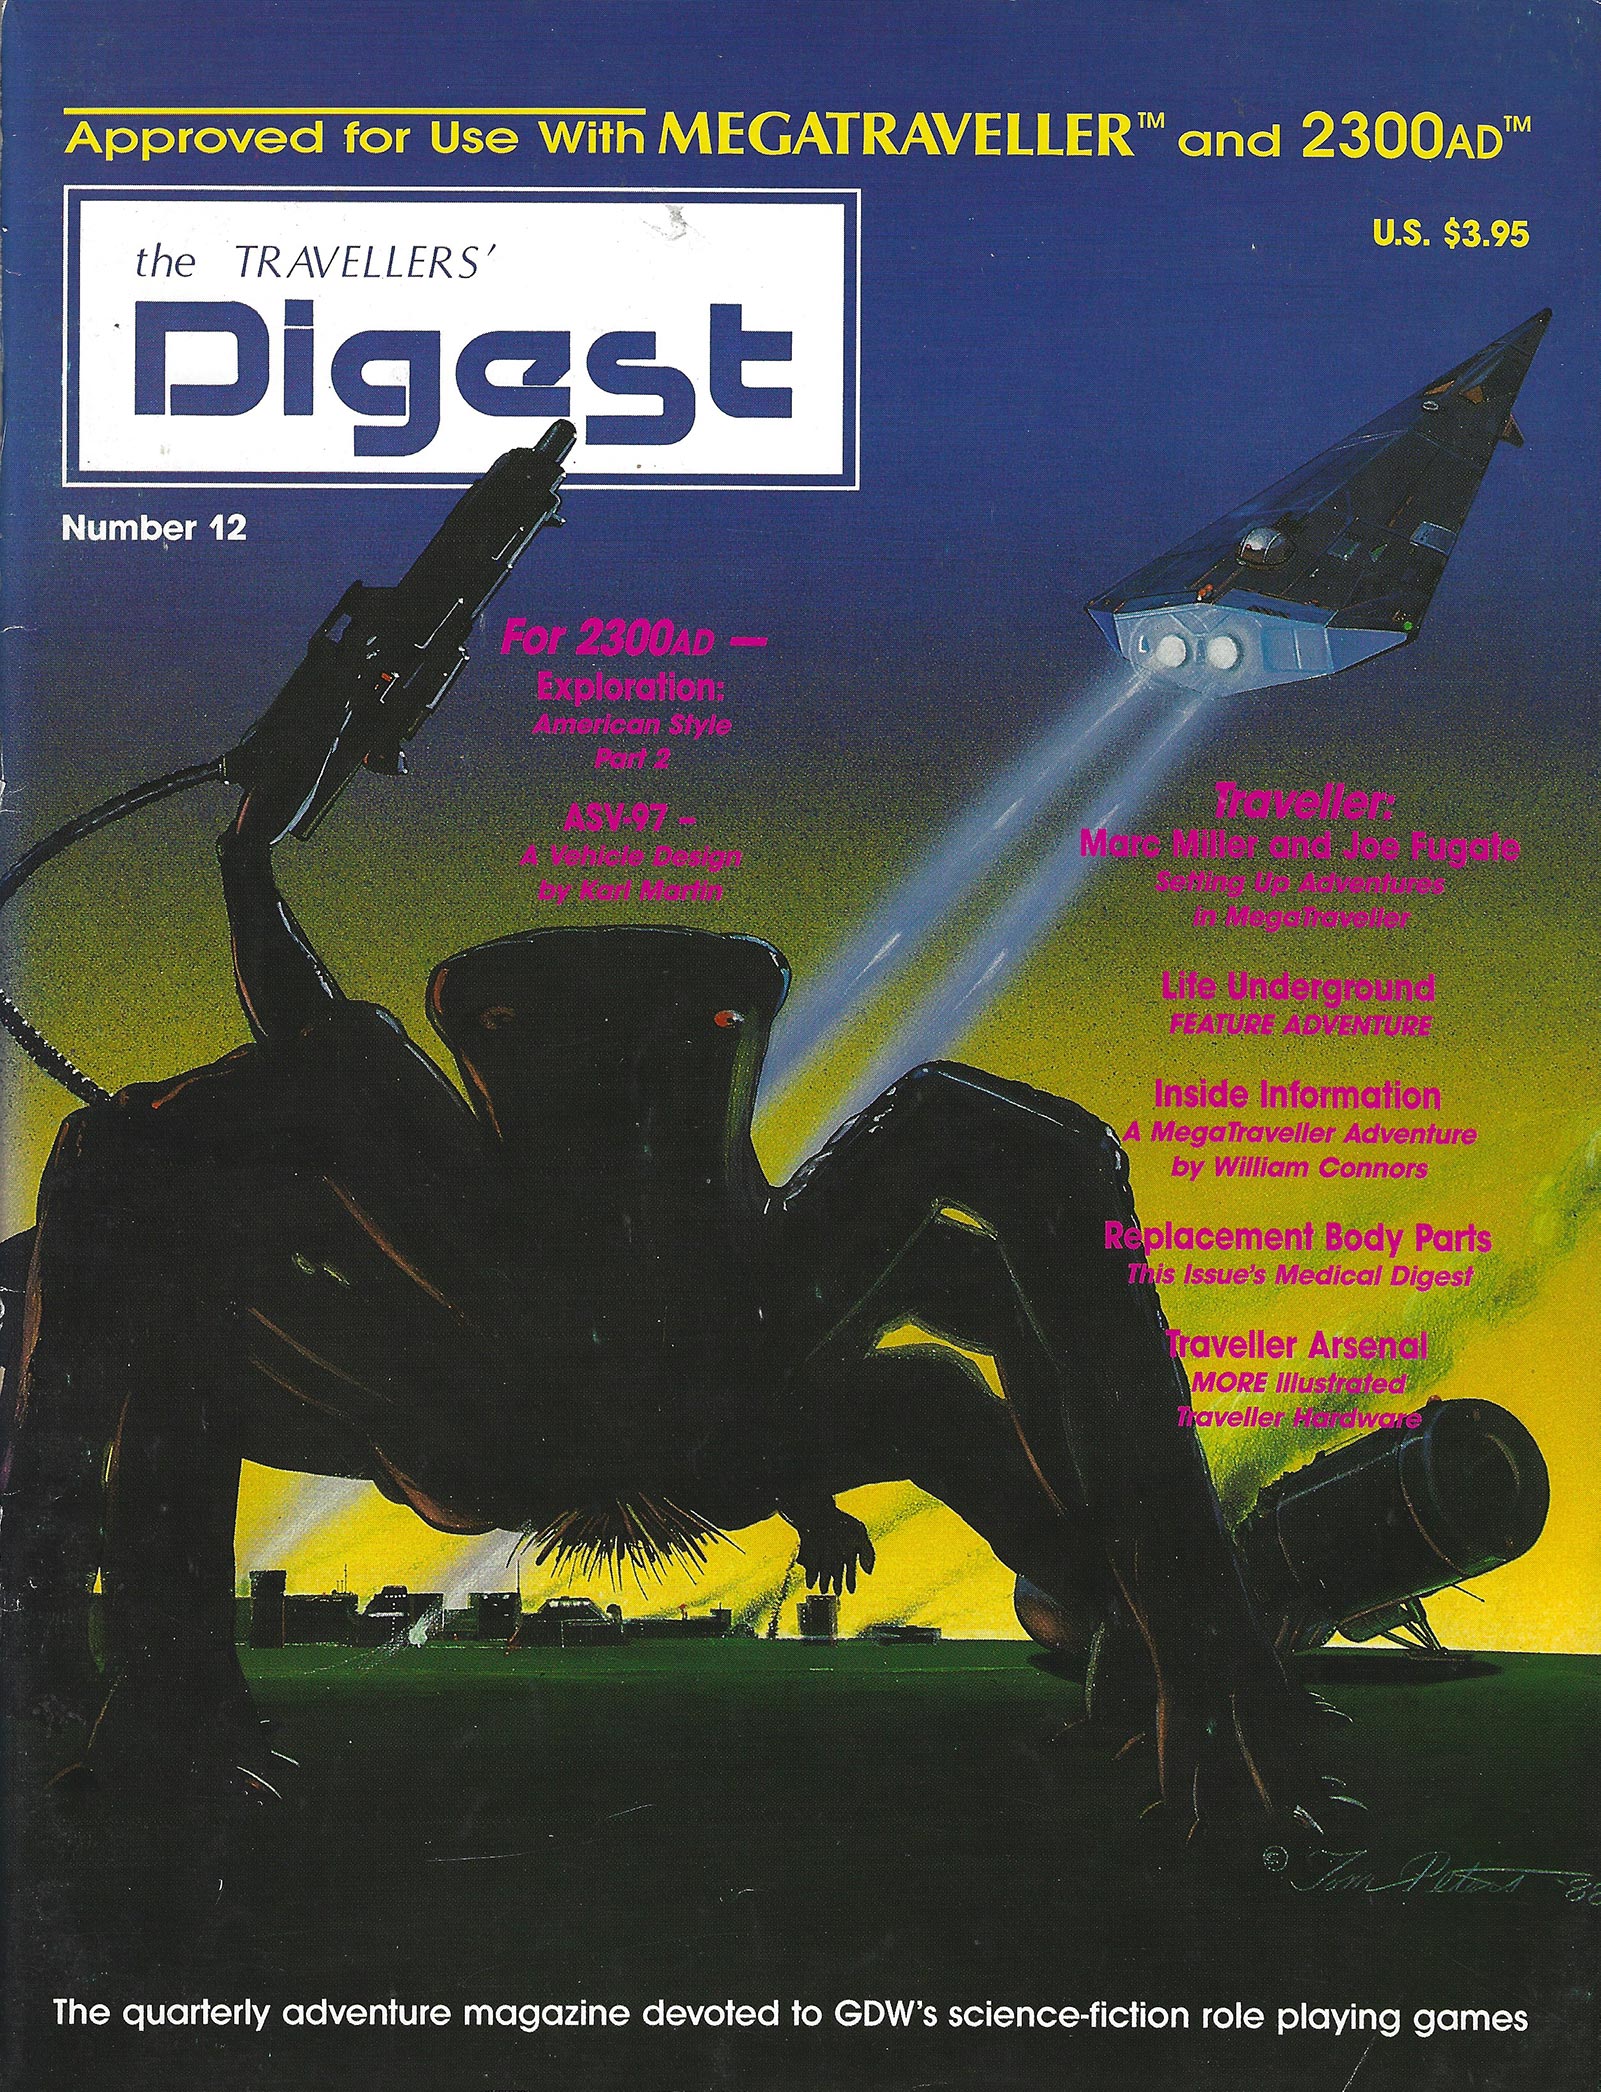 Approved for Use With MEGATRAVELLER™ and 2300AD™
U.S. $3.95
the TRAVELLERS'
Digest
Number 12
For 2300AD —
Exploration:
American Style
Part 2
ASV-97 –
A Vehicle Design
by Karl Martin
Traveller:
Marc Miller and Joe Fugate
Setting Up Adventures
in MegaTraveller
Life Underground
FEATURE ADVENTURE
Inside Information
A MegaTraveller Adventure
by William Connors
Replacement Body Parts
This Issue's Medical Digest
Traveller Arsenal
MORE Illustrated
Traveller Hardware
© Tom Peters '88
The quarterly adventure magazine devoted to GDW's science-fiction role playing games